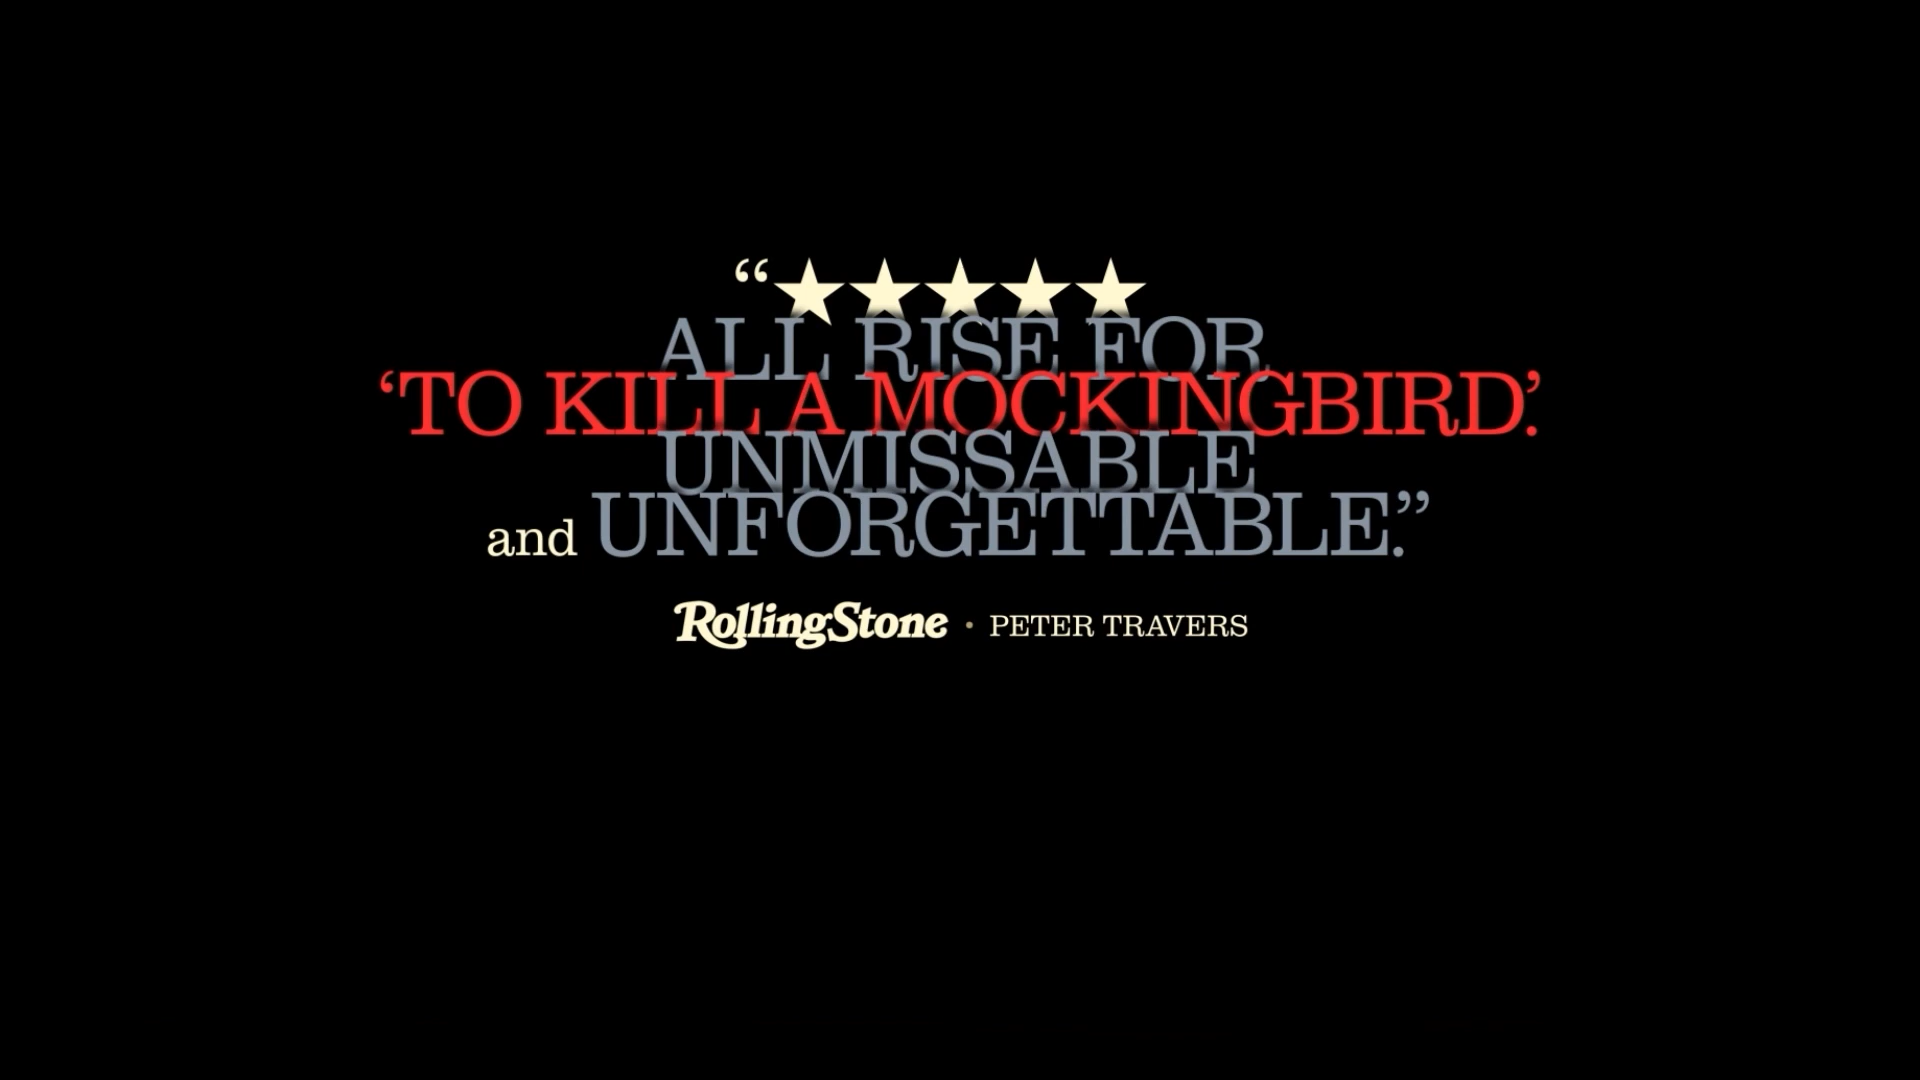 “★★★★★
ALL RISE FOR
‘TO KILL A MOCKINGBIRD.’
UNMISSABLE
and UNFORGETTABLE.”
RollingStone • PETER TRAVERS